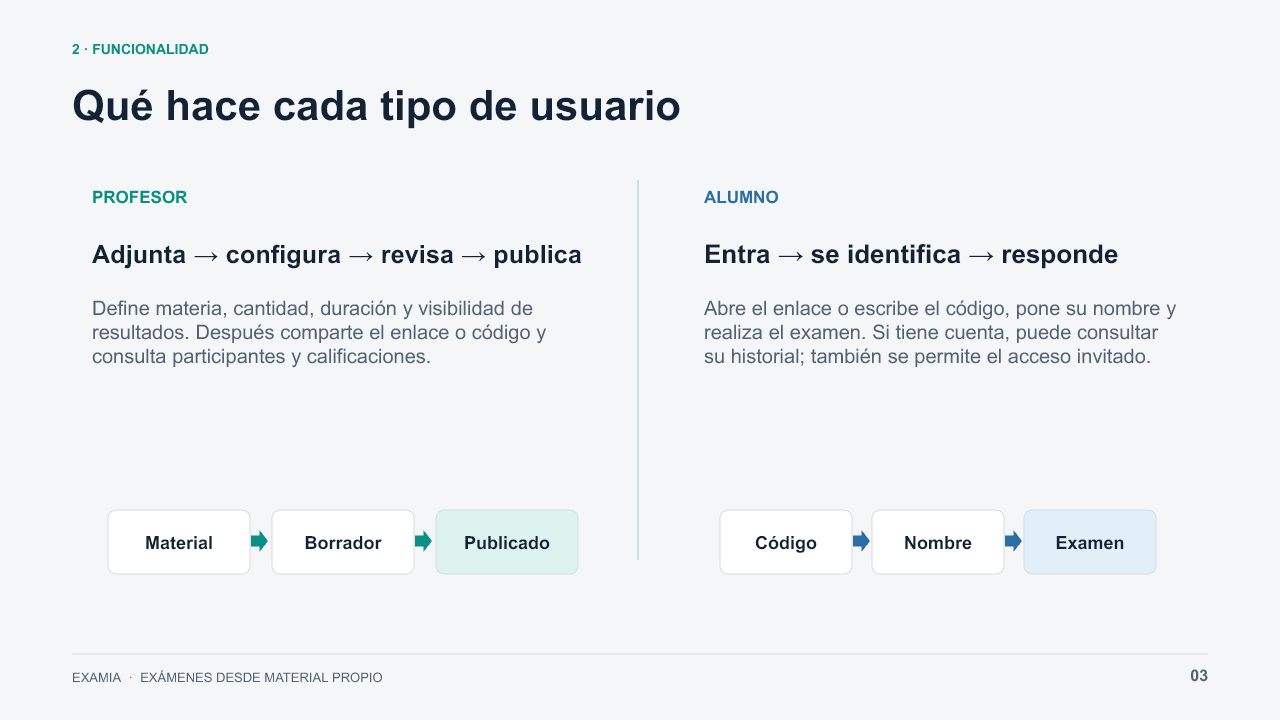 2 · FUNCIONALIDAD
Qué hace cada tipo de usuario
PROFESOR
Adjunta → configura → revisa → publica
Define materia, cantidad, duración y visibilidad de
resultados. Después comparte el enlace o código y
consulta participantes y calificaciones.
Material
Borrador
Publicado
ALUMNO
Entra → se identifica → responde
Abre el enlace o escribe el código, pone su nombre y
realiza el examen. Si tiene cuenta, puede consultar
su historial; también se permite el acceso invitado.
Código
Nombre
Examen
EXAMIA · EXÁMENES DESDE MATERIAL PROPIO
03